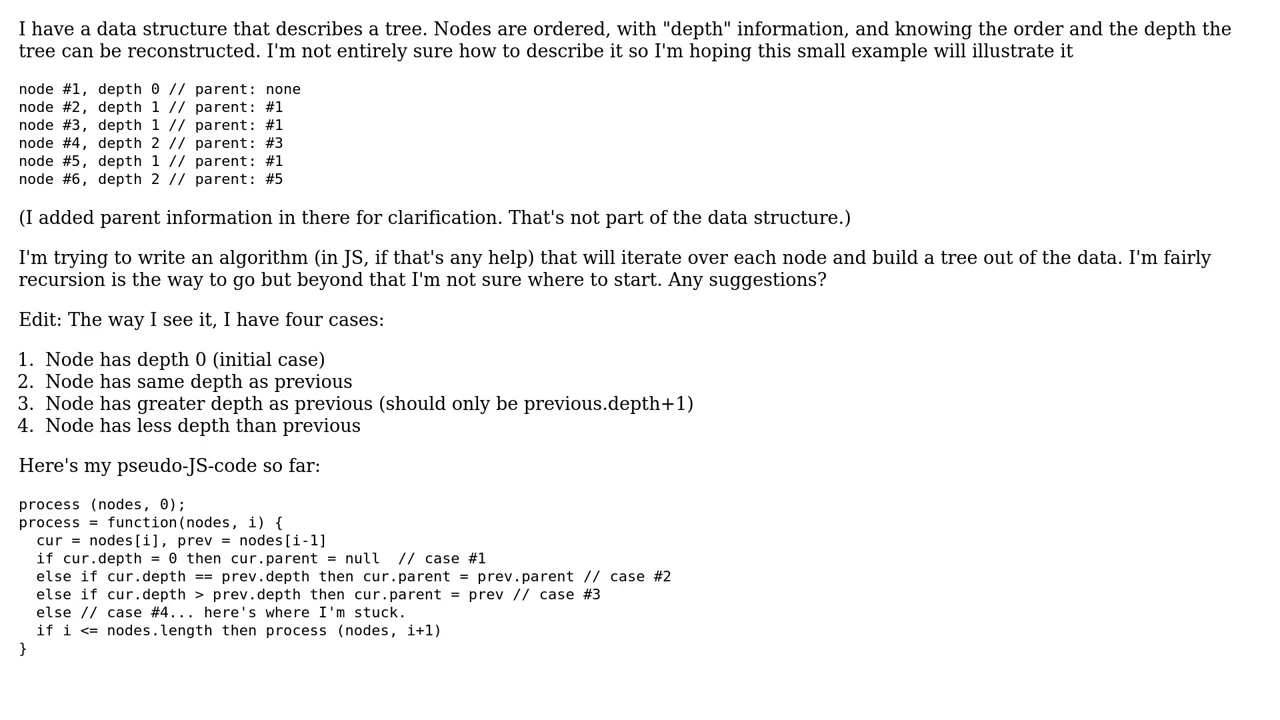 I have a data structure that describes a tree. Nodes are ordered, with "depth" information, and knowing the order and the depth the
tree can be reconstructed. I'm not entirely sure how to describe it so I'm hoping this small example will illustrate it
node #1, depth 0 // parent: none
node #2, depth 1 // parent: #1
node #3, depth 1 // parent: #1
node #4, depth 2 // parent: #3
node #5, depth 1 // parent: #1
node #6, depth 2 // parent: #5
(I added parent information in there for clarification. That's not part of the data structure.)
I'm trying to write an algorithm (in JS, if that's any help) that will iterate over each node and build a tree out of the data. I'm fairly
recursion is the way to go but beyond that I'm not sure where to start. Any suggestions?
Edit: The way I see it, I have four cases:
1. Node has depth 0 (initial case)
2. Node has same depth as previous
3. Node has greater depth as previous (should only be previous.depth+1)
4. Node has less depth than previous
Here's my pseudo-JS-code so far:
process (nodes, 0);
process = function(nodes, i) {
  cur = nodes[i], prev = nodes[i-1]
  if cur.depth = 0 then cur.parent = null  // case #1
  else if cur.depth == prev.depth then cur.parent = prev.parent // case #2
  else if cur.depth > prev.depth then cur.parent = prev // case #3
  else // case #4... here's where I'm stuck.
  if i <= nodes.length then process (nodes, i+1)
}